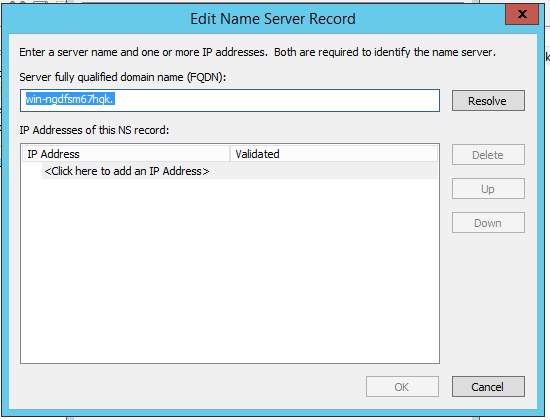 Edit Name Server Record
x
Enter a server name and one or more IP addresses.  Both are required to identify the name server.
Server fully qualified domain name (FQDN):
win-ngdfsm67hqk.
Resolve
IP Addresses of this NS record:
IP Address Validated
<Click here to add an IP Address>
Delete
Up
Down
OK Cancel